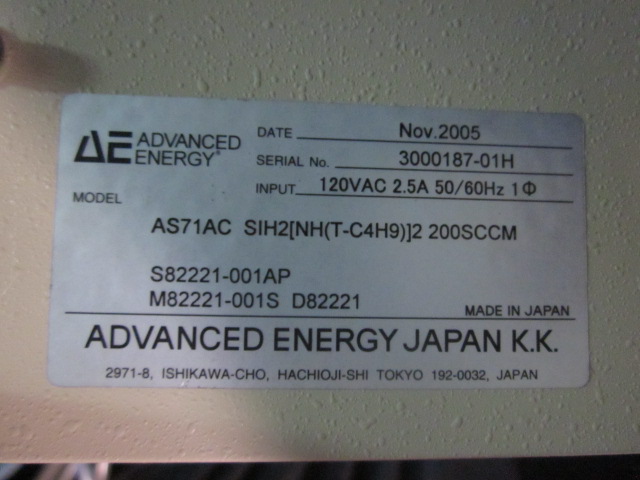 AE ADVANCED ENERGY®
DATE Nov.2005
SERIAL No. 3000187-01H
INPUT 120VAC 2.5A 50/60Hz 1Φ
MODEL
AS71AC SIH2[NH(T-C4H9)]2 200SCCM
S82221-001AP
M82221-001S D82221
MADE IN JAPAN
ADVANCED ENERGY JAPAN K.K.
2971-8, ISHIKAWA-CHO, HACHIOJI-SHI TOKYO 192-0032, JAPAN